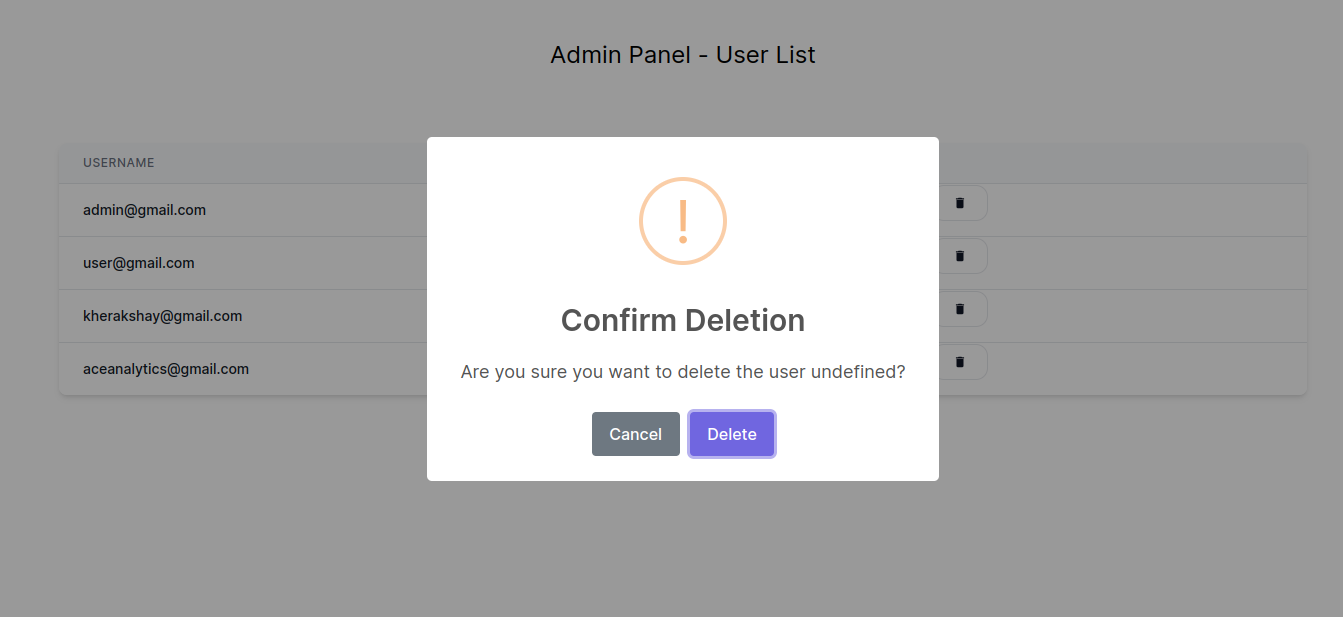 Admin Panel - User List
USERNAME
admin@gmail.com
user@gmail.com
kherakshay@gmail.com
aceanalytics@gmail.com
!
Confirm Deletion
Are you sure you want to delete the user undefined?
Cancel
Delete